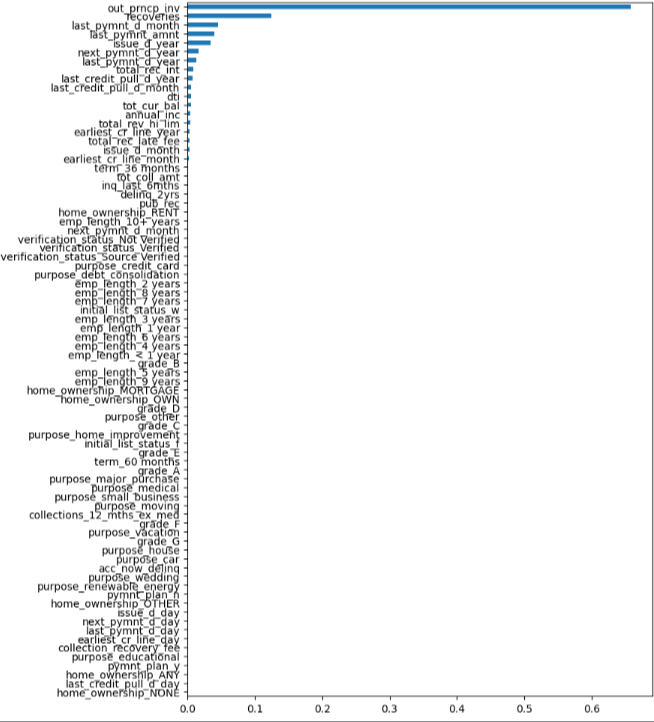 out_prncp_inv
recoveries
last_pymnt_d_month
last_pymnt_amnt
issue_d_year
next_pymnt_d_year
last_pymnt_d_year
total_rec_int
last_credit_pull_d_year
last_credit_pull_d_month
dti
tot_cur_bal
annual_inc
total_rev_hi_lim
earliest_cr_line_year
total_rec_late_fee
issue_d_month
earliest_cr_line_month
term_36 months
tot_coll_amt
inq_last_6mths
delinq_2yrs
pub_rec
home_ownership_RENT
emp_length_10+ years
next_pymnt_d_month
verification_status_Not Verified
verification_status_Verified
verification_status_Source Verified
purpose_credit_card
purpose_debt_consolidation
emp_length_2 years
emp_length_8 years
emp_length_7 years
initial_list_status_w
emp_length_3 years
emp_length_1 year
emp_length_6 years
emp_length_4 years
emp_length_< 1 year
grade_B
emp_length_5 years
emp_length_9 years
home_ownership_MORTGAGE
home_ownership_OWN
grade_D
purpose_other
grade_C
purpose_home_improvement
initial_list_status_f
grade_E
term_60 months
grade_A
purpose_major_purchase
purpose_medical
purpose_small_business
purpose_moving
collections_12_mths_ex_med
grade_F
purpose_vacation
grade_G
purpose_house
purpose_car
acc_now_delinq
purpose_wedding
purpose_renewable_energy
pymnt_plan_n
home_ownership_OTHER
issue_d_day
next_pymnt_d_day
last_pymnt_d_day
earliest_cr_line_day
collection_recovery_fee
purpose_educational
pymnt_plan_y
home_ownership_ANY
last_credit_pull_d_day
home_ownership_NONE
0.0 0.1 0.2 0.3 0.4 0.5 0.6